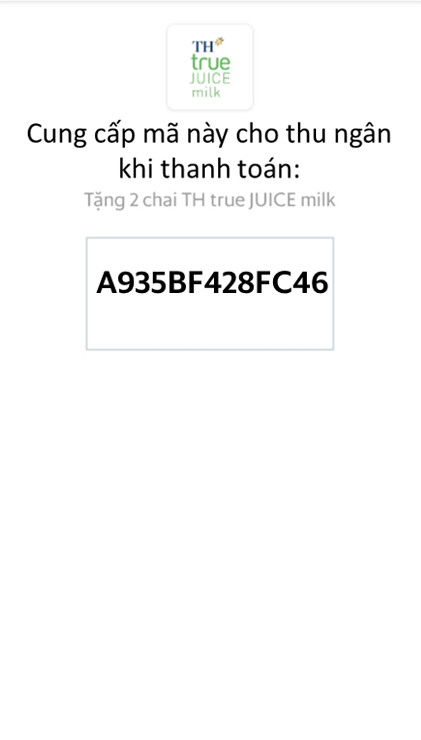 TH
true
JUICE
milk
Cung cấp mã này cho thu ngân
khi thanh toán:
Tặng 2 chai TH true JUICE milk
A935BF428FC46